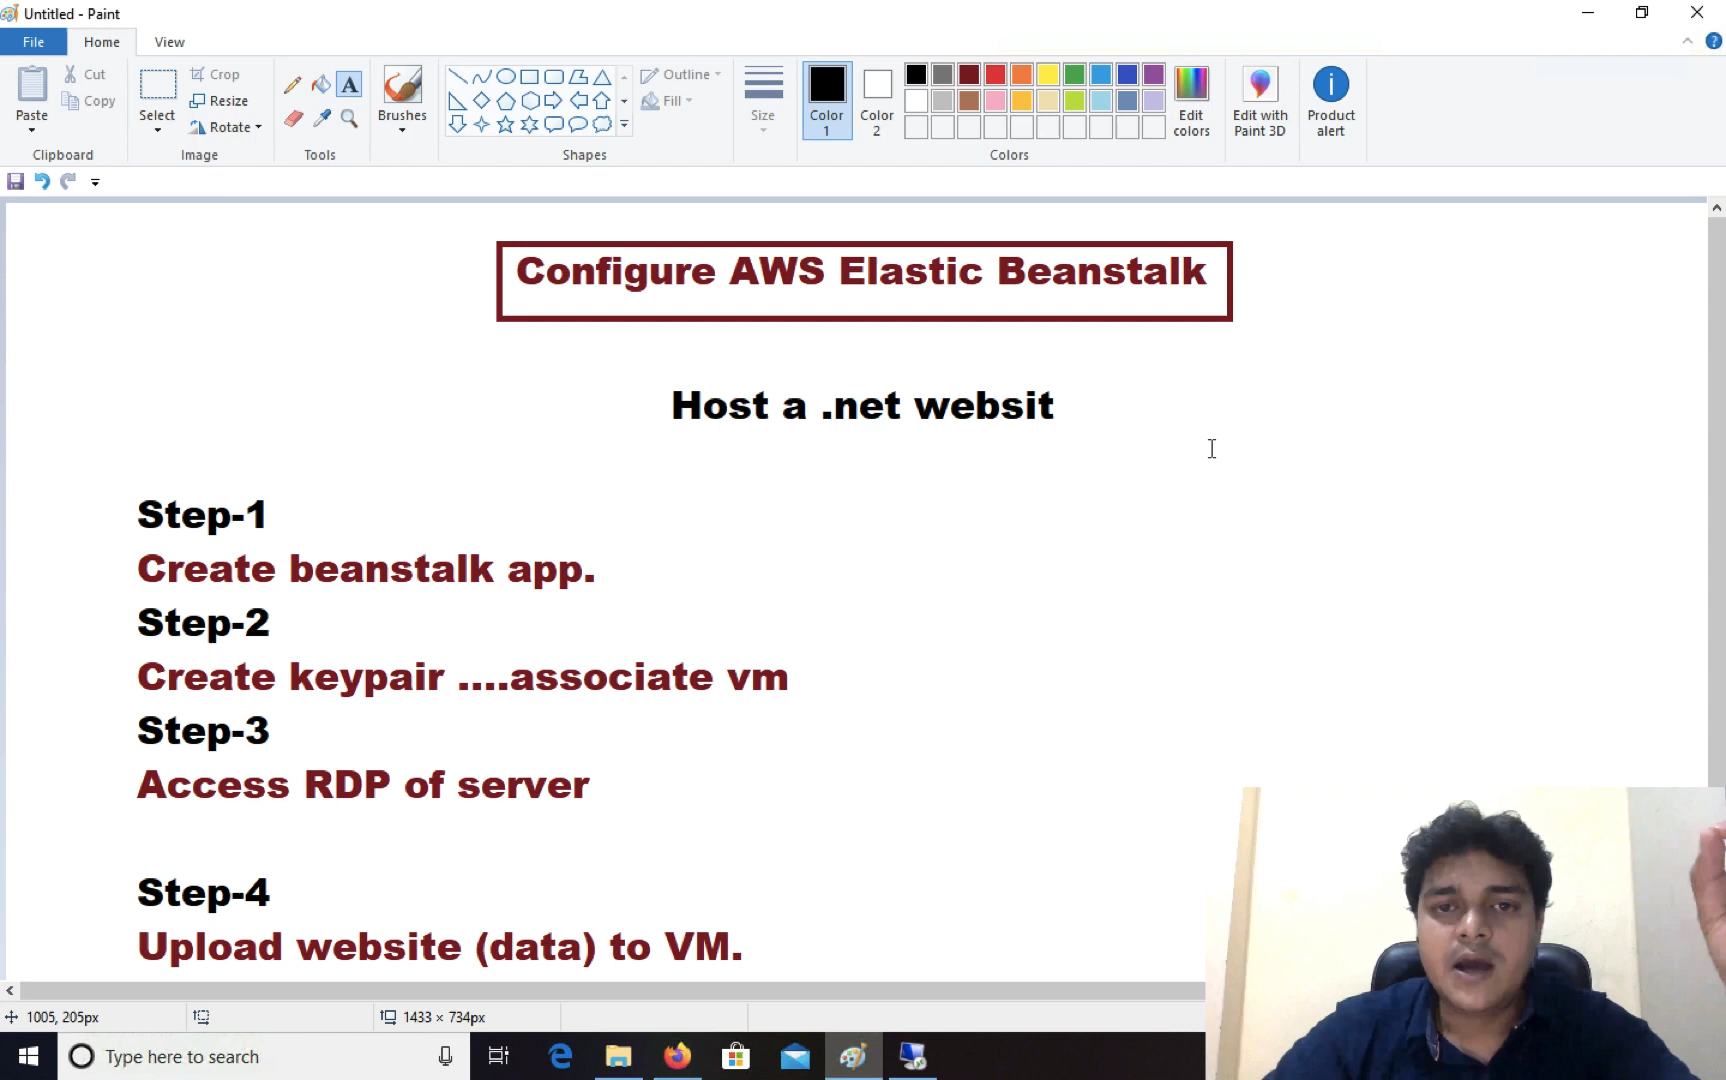 Untitled - Paint
File
Home
View
Paste
Cut
Copy
Clipboard
Select
Crop
Resize
Rotate
Image
Tools
Brushes
Shapes
Outline
Fill
Size
Color 1
Color 2
Colors
Edit colors
Edit with Paint 3D
Product alert
Configure AWS Elastic Beanstalk
Host a .net websit
Step-1
Create beanstalk app.
Step-2
Create keypair ....associate vm
Step-3
Access RDP of server
Step-4
Upload website (data) to VM.
1005, 205px
1433 × 734px
Type here to search